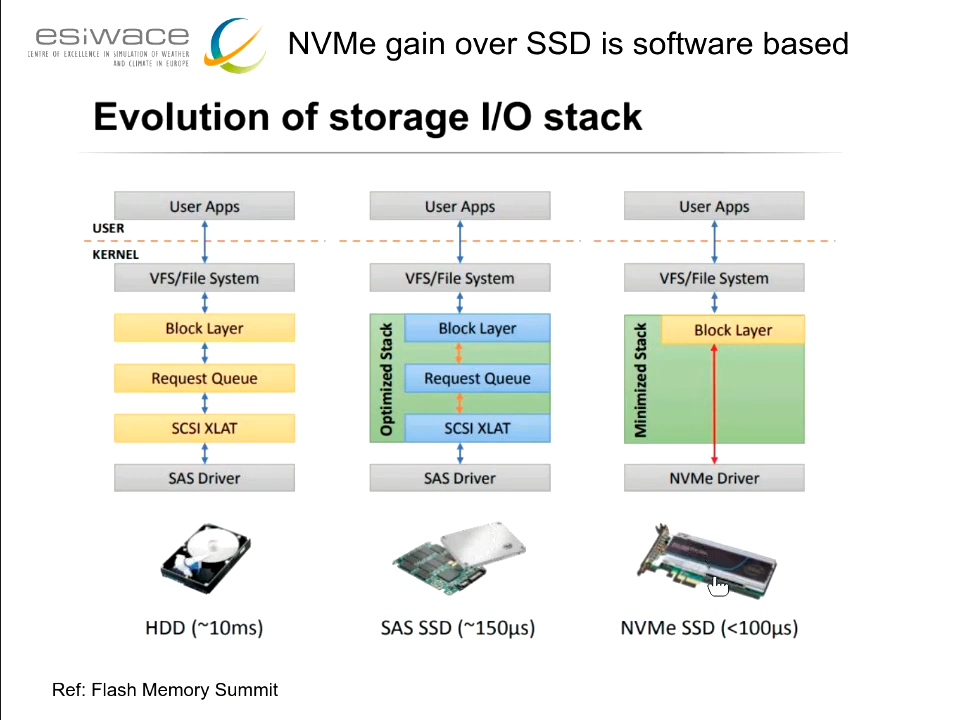 esiwace
CENTRE OF EXCELLENCE IN SIMULATION OF WEATHER
AND CLIMATE IN EUROPE
NVMe gain over SSD is software based
Evolution of storage I/O stack
User Apps
User Apps
User Apps
USER
KERNEL
VFS/File System
VFS/File System
VFS/File System
Block Layer
Request Queue
SCSI XLAT
Optimized Stack
Block Layer
Request Queue
SCSI XLAT
Minimized Stack
Block Layer
SAS Driver
SAS Driver
NVMe Driver
HDD (~10ms)
SAS SSD (~150µs)
NVMe SSD (<100µs)
Ref: Flash Memory Summit